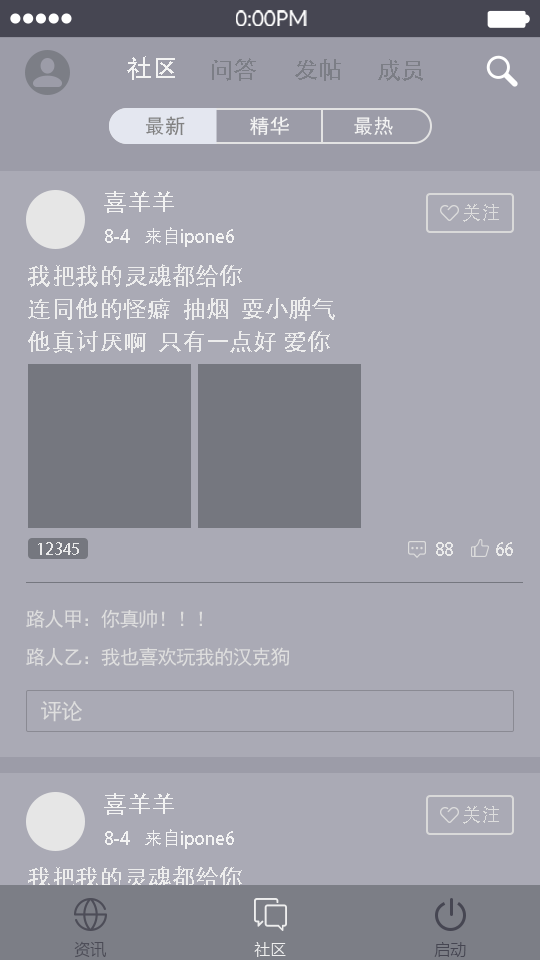 0:00PM
社区 问答 发帖 成员
最新 精华 最热
喜羊羊
关注
8-4 来自ipone6
我把我的灵魂都给你
连同他的怪癖 抽烟 耍小脾气
他真讨厌啊 只有一点好 爱你
12345
88 66
路人甲：你真帅！！！
路人乙：我也喜欢玩我的汉克狗
评论
喜羊羊
关注
8-4 来自ipone6
我把我的灵魂都给你
资讯 社区 启动